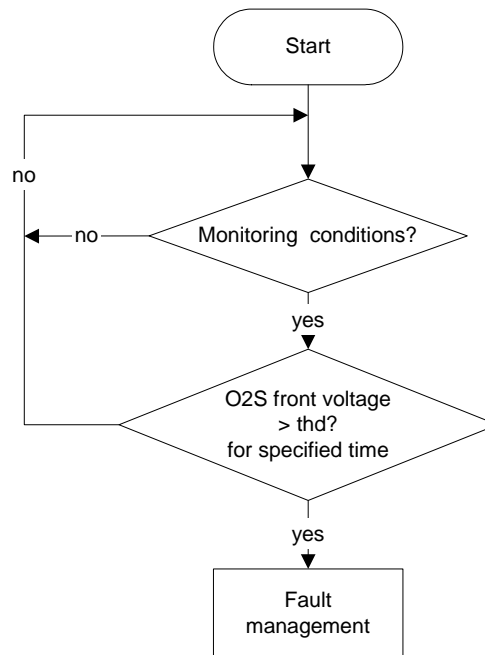 Start
no
no
Monitoring conditions?
yes
O2S front voltage
> thd?
for specified time
yes
Fault
management